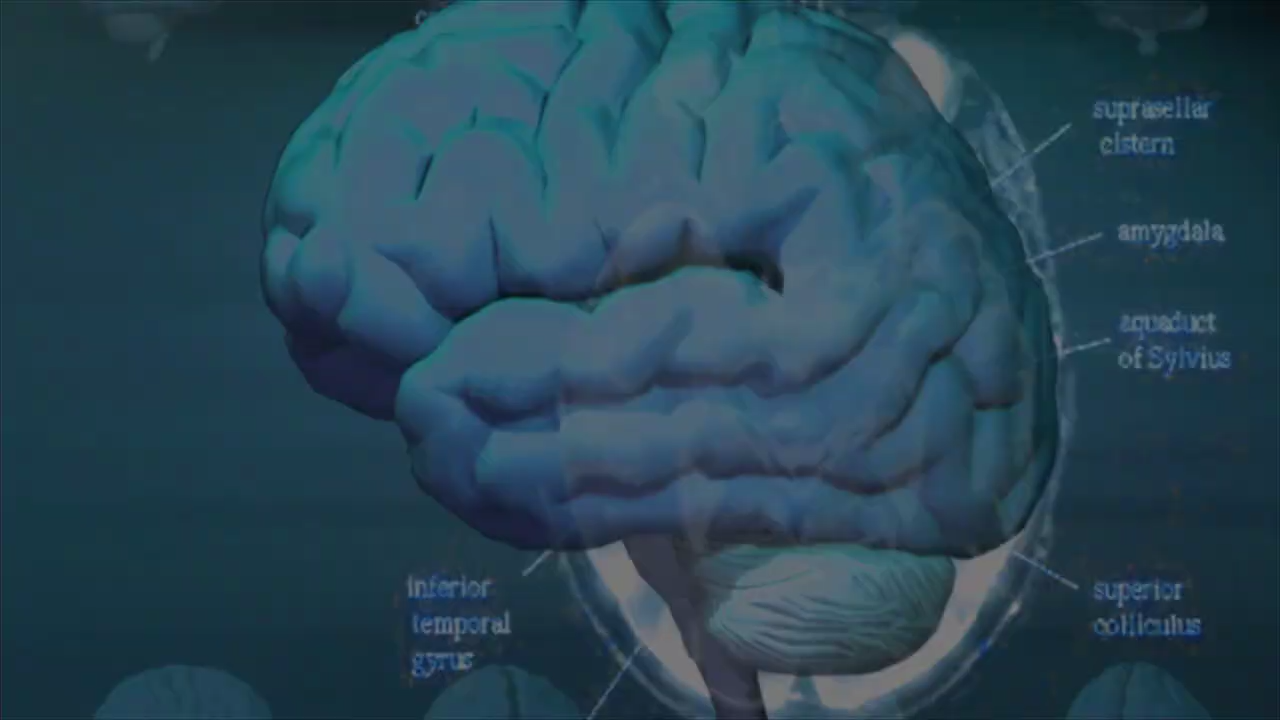 suprasellar
cistern
amygdala
aquaduct
of Sylvius
inferior
temporal
gyrus
superior
colliculus